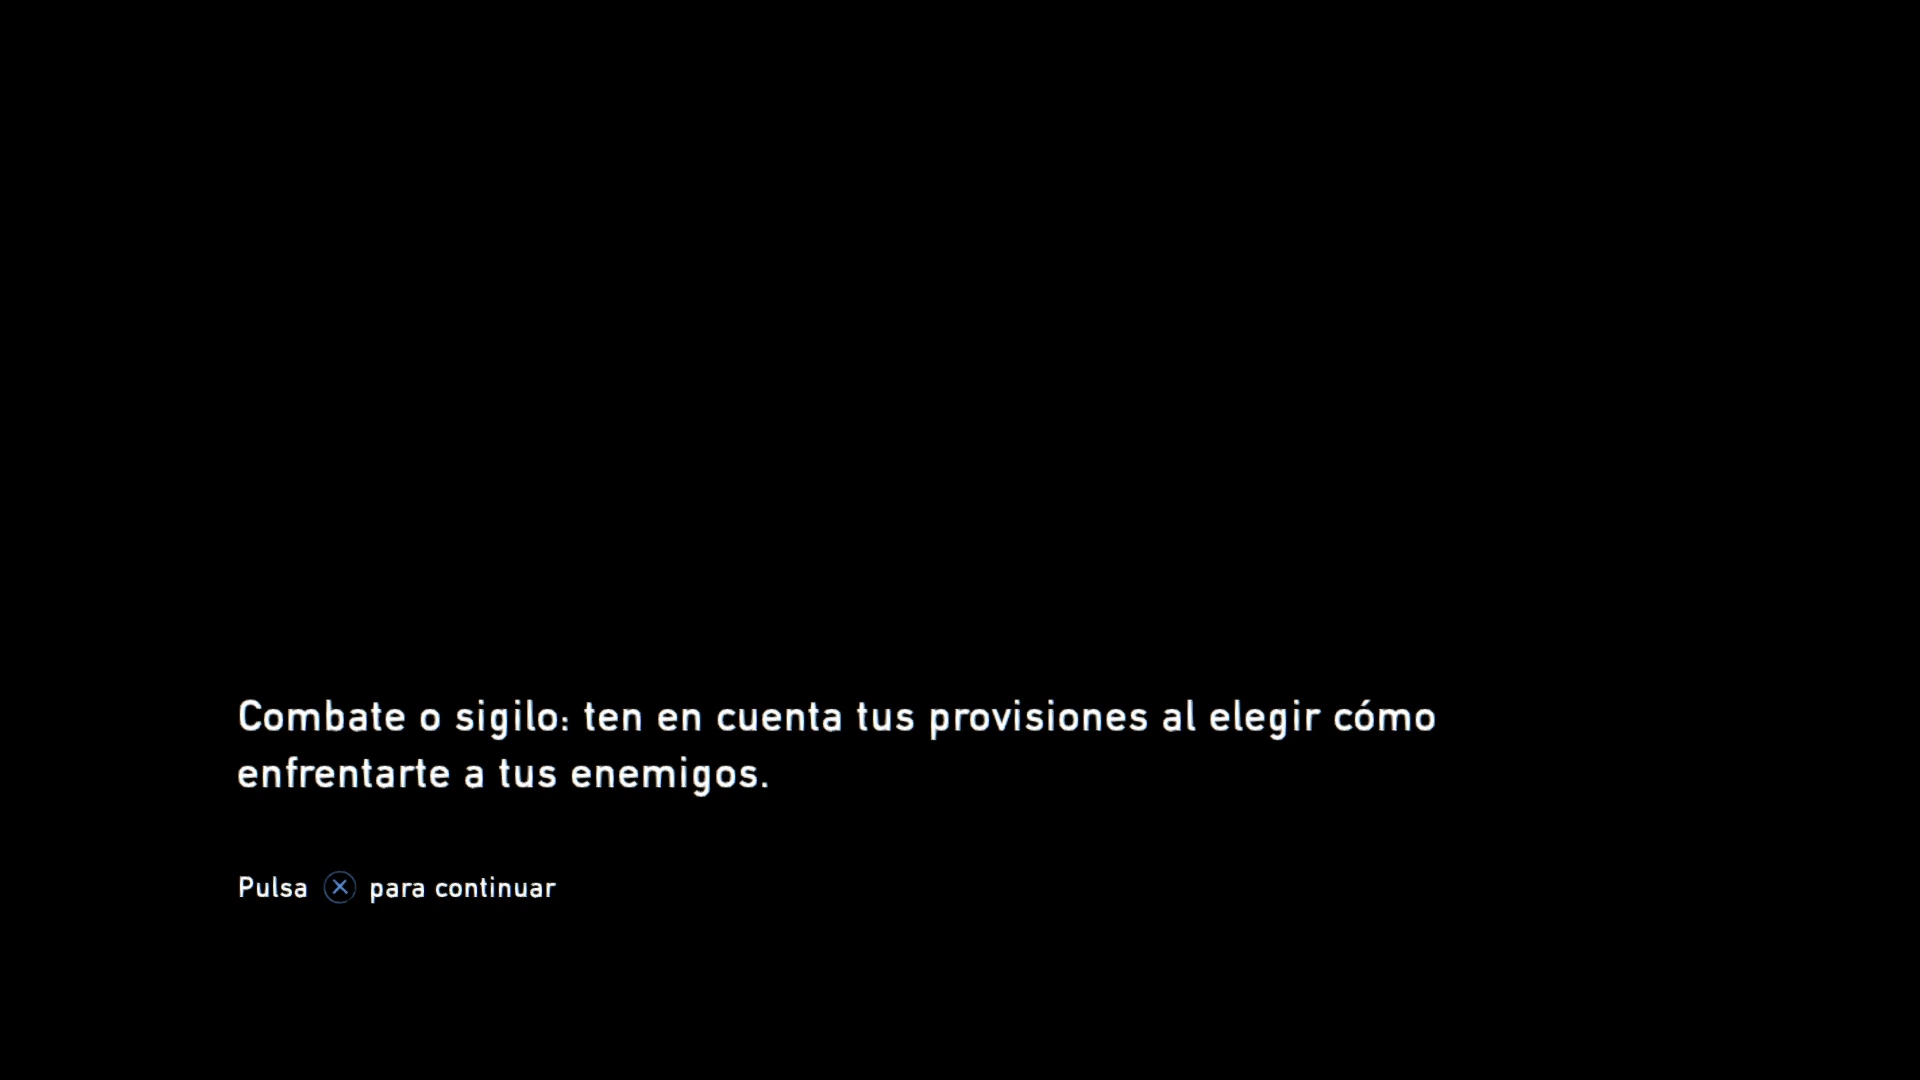 Combate o sigilo: ten en cuenta tus provisiones al elegir cómo
enfrentarte a tus enemigos.
Pulsa ⓧ para continuar